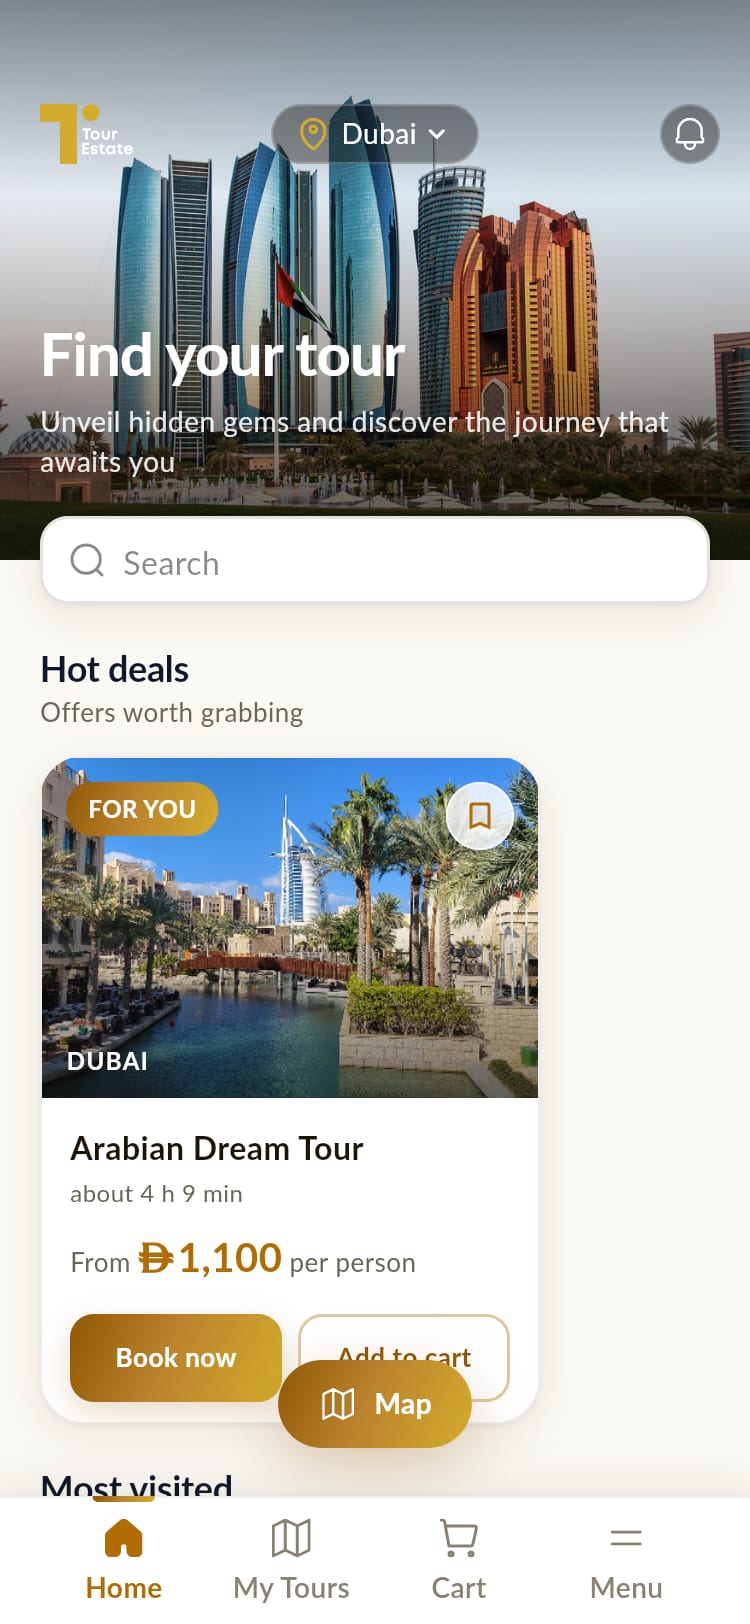 Tour
Estate
Dubai
Find your tour
Unveil hidden gems and discover the journey that
awaits you
Search
Hot deals
Offers worth grabbing
FOR YOU
DUBAI
Arabian Dream Tour
about 4 h 9 min
From 1,100 per person
Book now
Add to cart
Map
Most visited
Home
My Tours
Cart
Menu